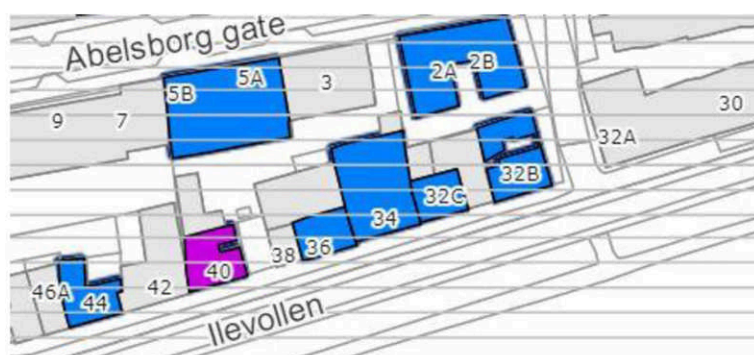 Abelsborg gate
2B
2A
5A
3
5B
30
9
7
32A
32B
32C
34
36
38
40
42
46A
44
Ilevollen